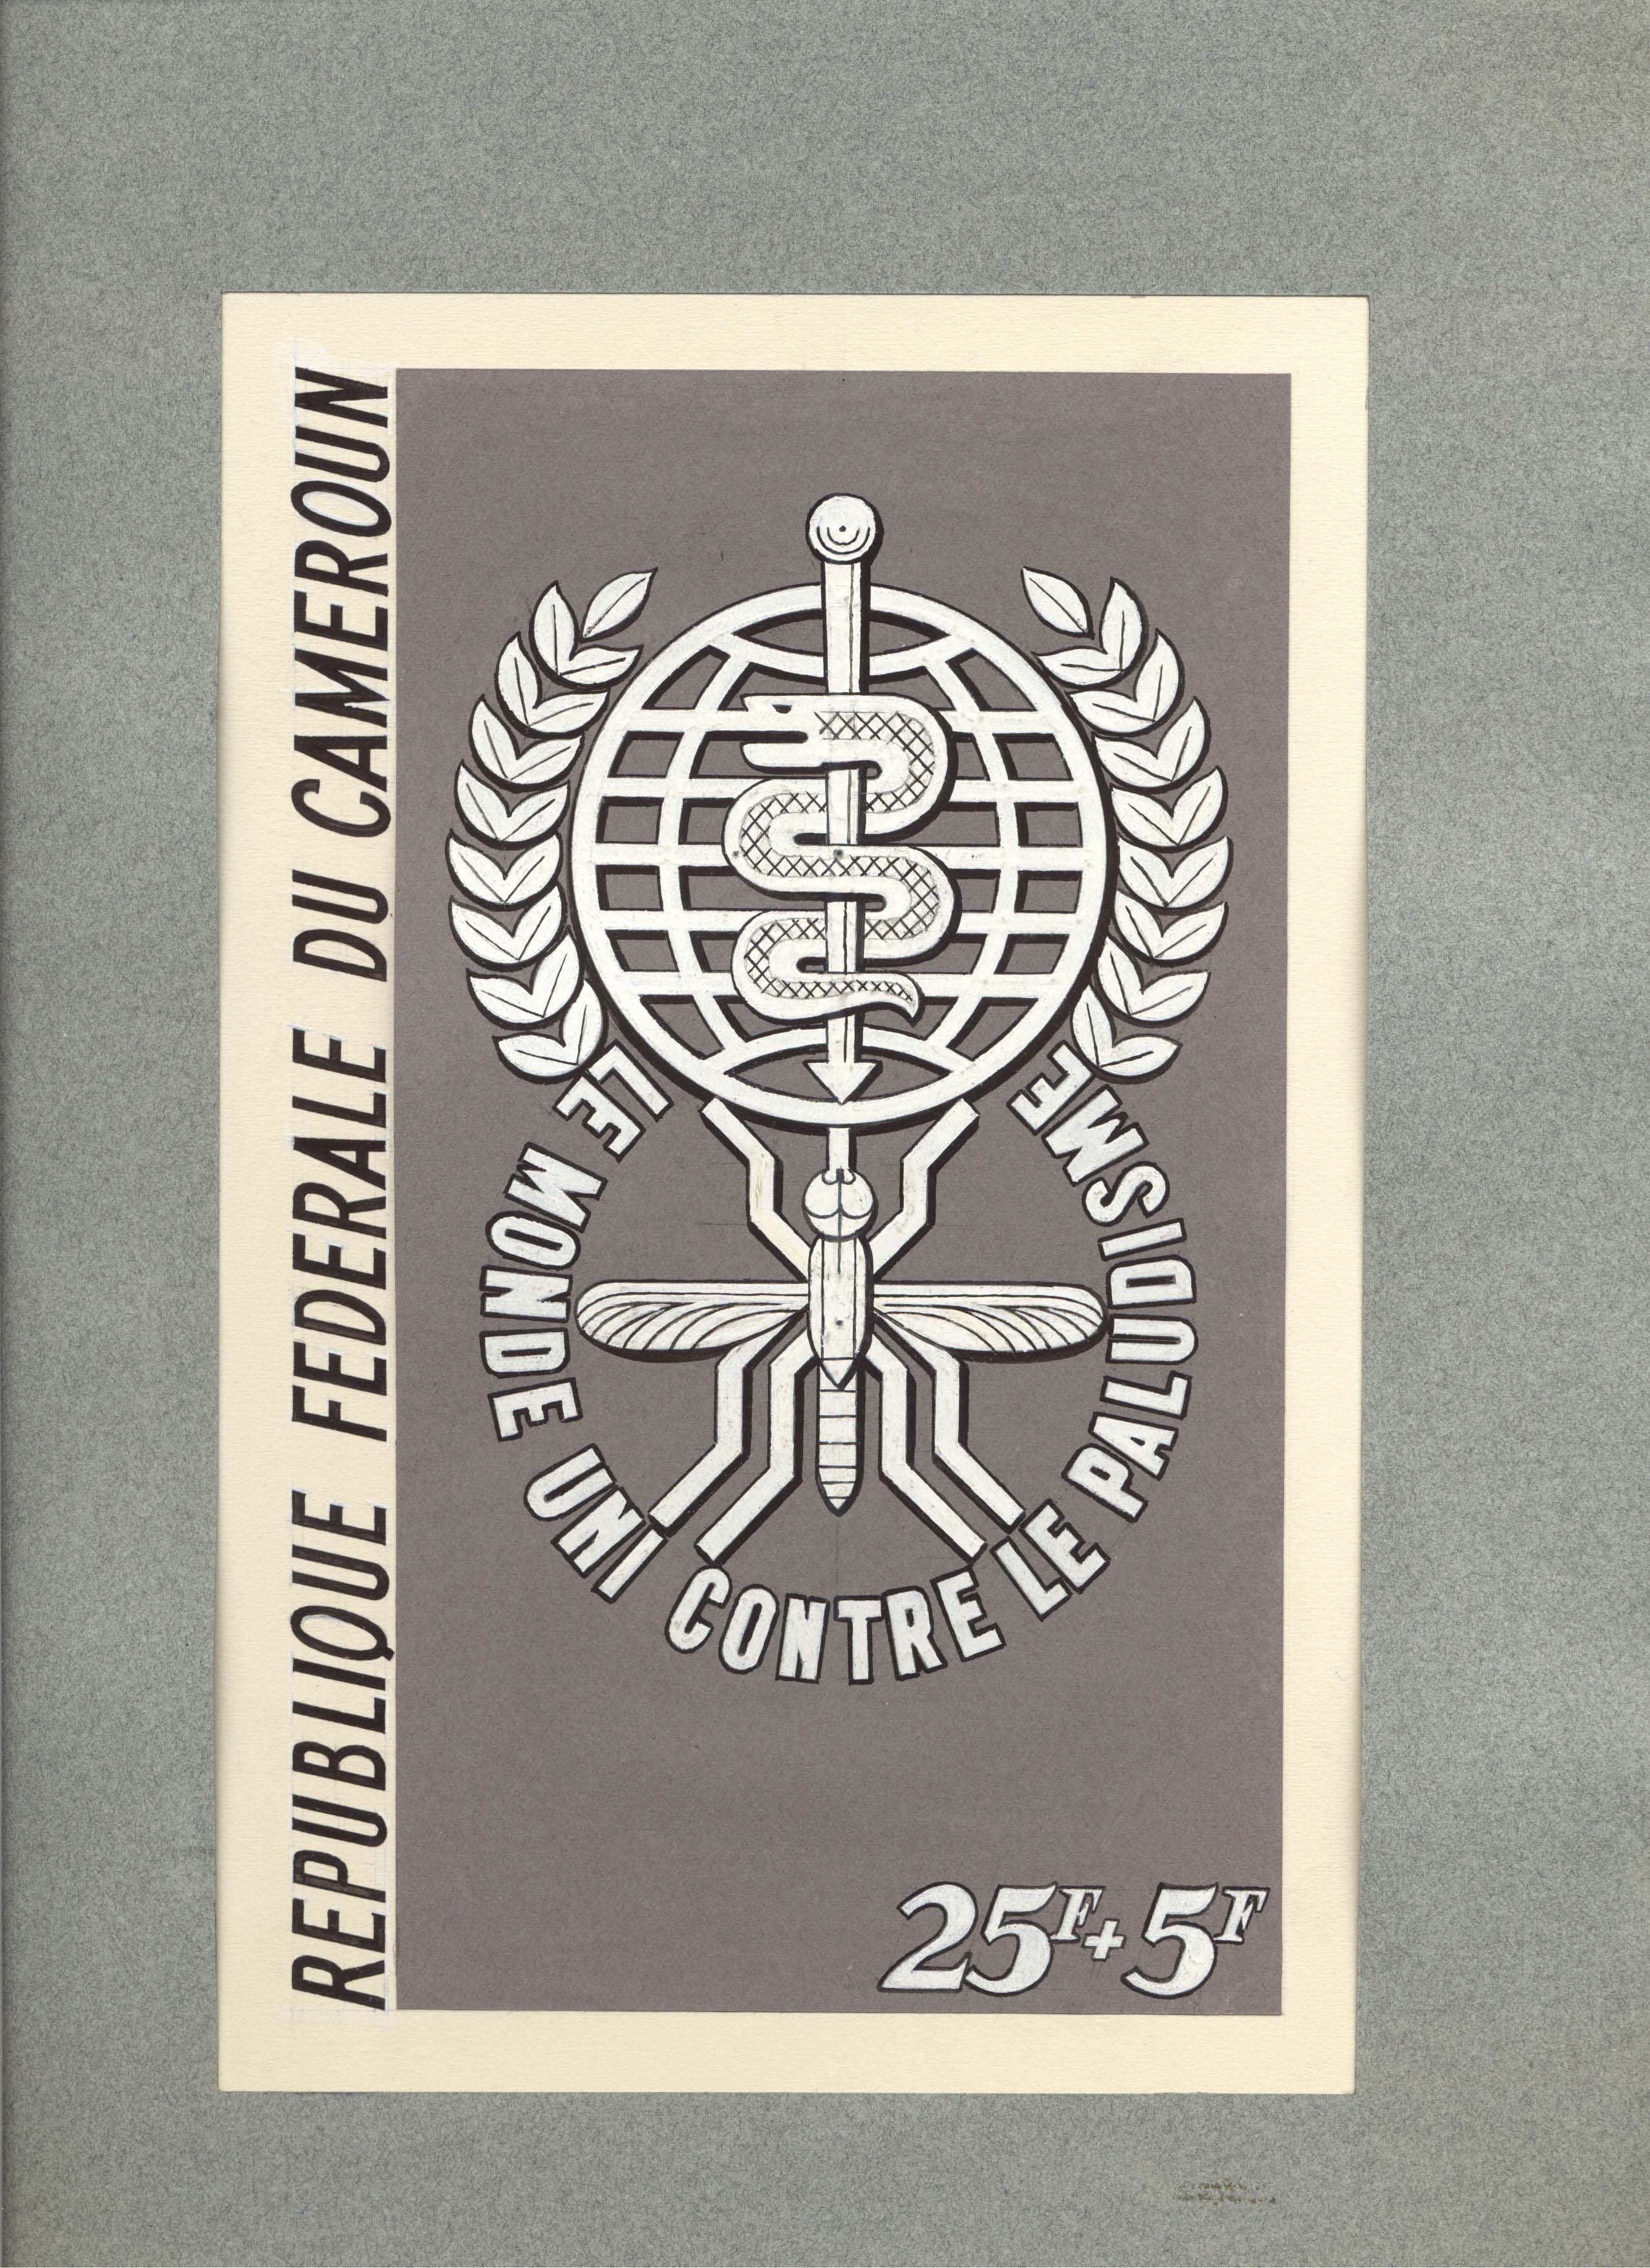 REPUBLIQUE FEDERALE DU CAMEROUN
LE MONDE UNI CONTRE LE PALUDISME
25F+5F